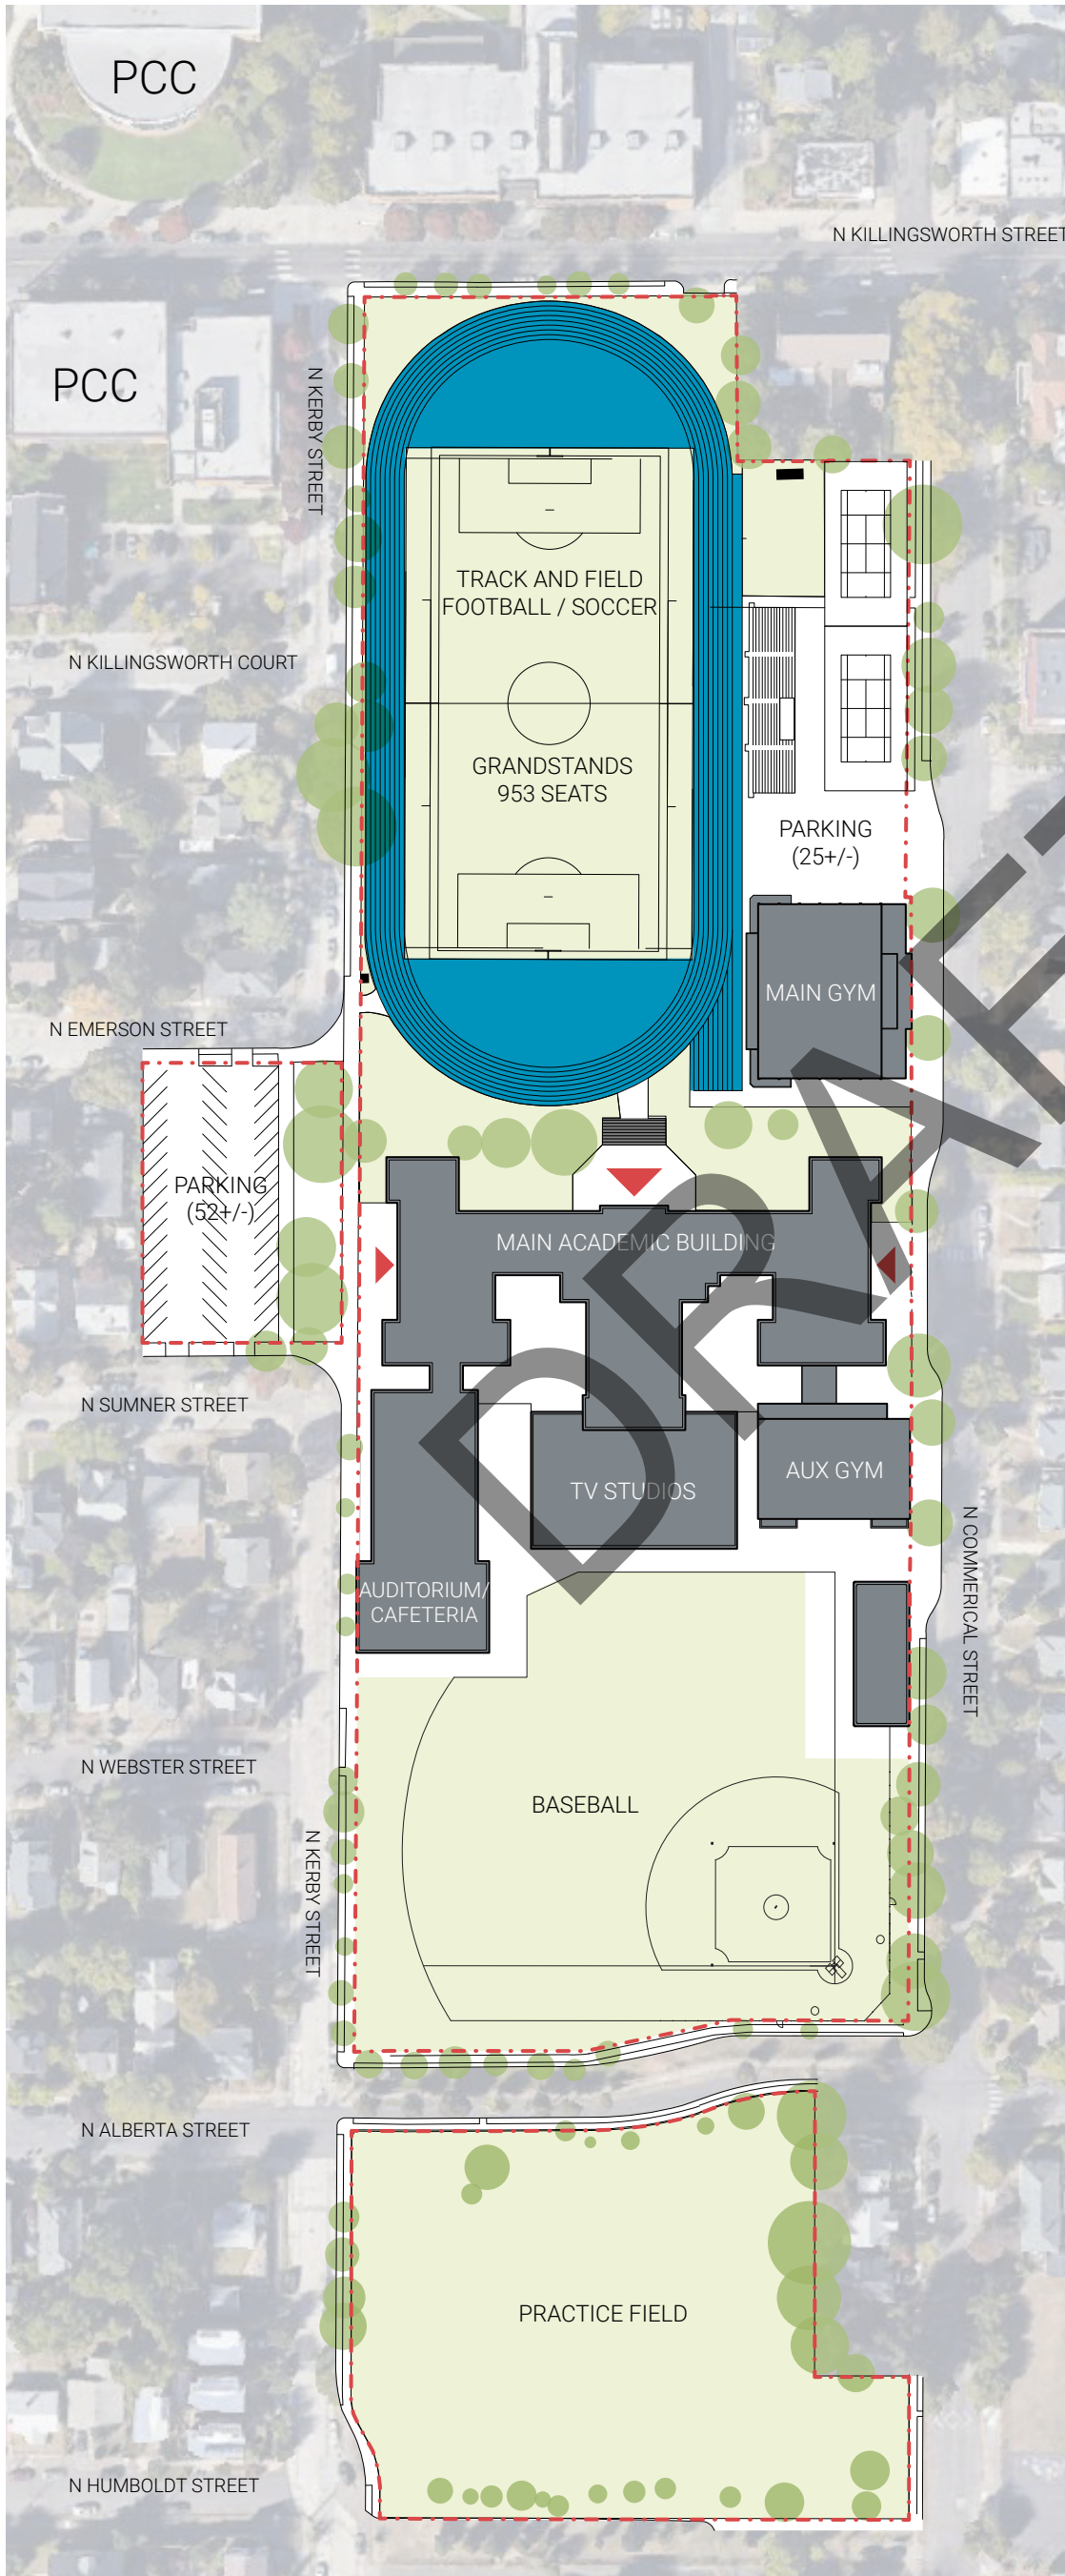 PCC
N KILLINGSWORTH STREET
PCC
N KERBY STREET
TRACK AND FIELD
FOOTBALL / SOCCER
N KILLINGSWORTH COURT
GRANDSTANDS
953 SEATS
PARKING
(25+/-)
MAIN GYM
N EMERSON STREET
PARKING
(52+/-)
MAIN ACADEMIC BUILDING
N SUMNER STREET
AUX GYM
TV STUDIOS
N COMMERICAL STREET
AUDITORIUM/
CAFETERIA
N WEBSTER STREET
BASEBALL
N KERBY STREET
N ALBERTA STREET
PRACTICE FIELD
N HUMBOLDT STREET
DRAF